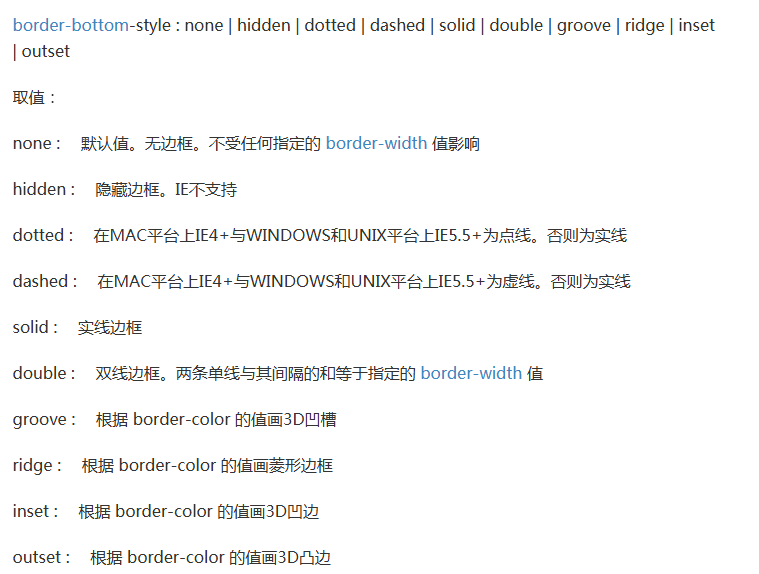 border-bottom-style : none | hidden | dotted | dashed | solid | double | groove | ridge | inset
| outset
取值：
none :　默认值。无边框。不受任何指定的 border-width 值影响
hidden :　隐藏边框。IE不支持
dotted :　在MAC平台上IE4+与WINDOWS和UNIX平台上IE5.5+为点线。否则为实线
dashed :　在MAC平台上IE4+与WINDOWS和UNIX平台上IE5.5+为虚线。否则为实线
solid :　实线边框
double :　双线边框。两条单线与其间隔的和等于指定的 border-width 值
groove :　根据 border-color 的值画3D凹槽
ridge :　根据 border-color 的值画菱形边框
inset :　根据 border-color 的值画3D凹边
outset :　根据 border-color 的值画3D凸边